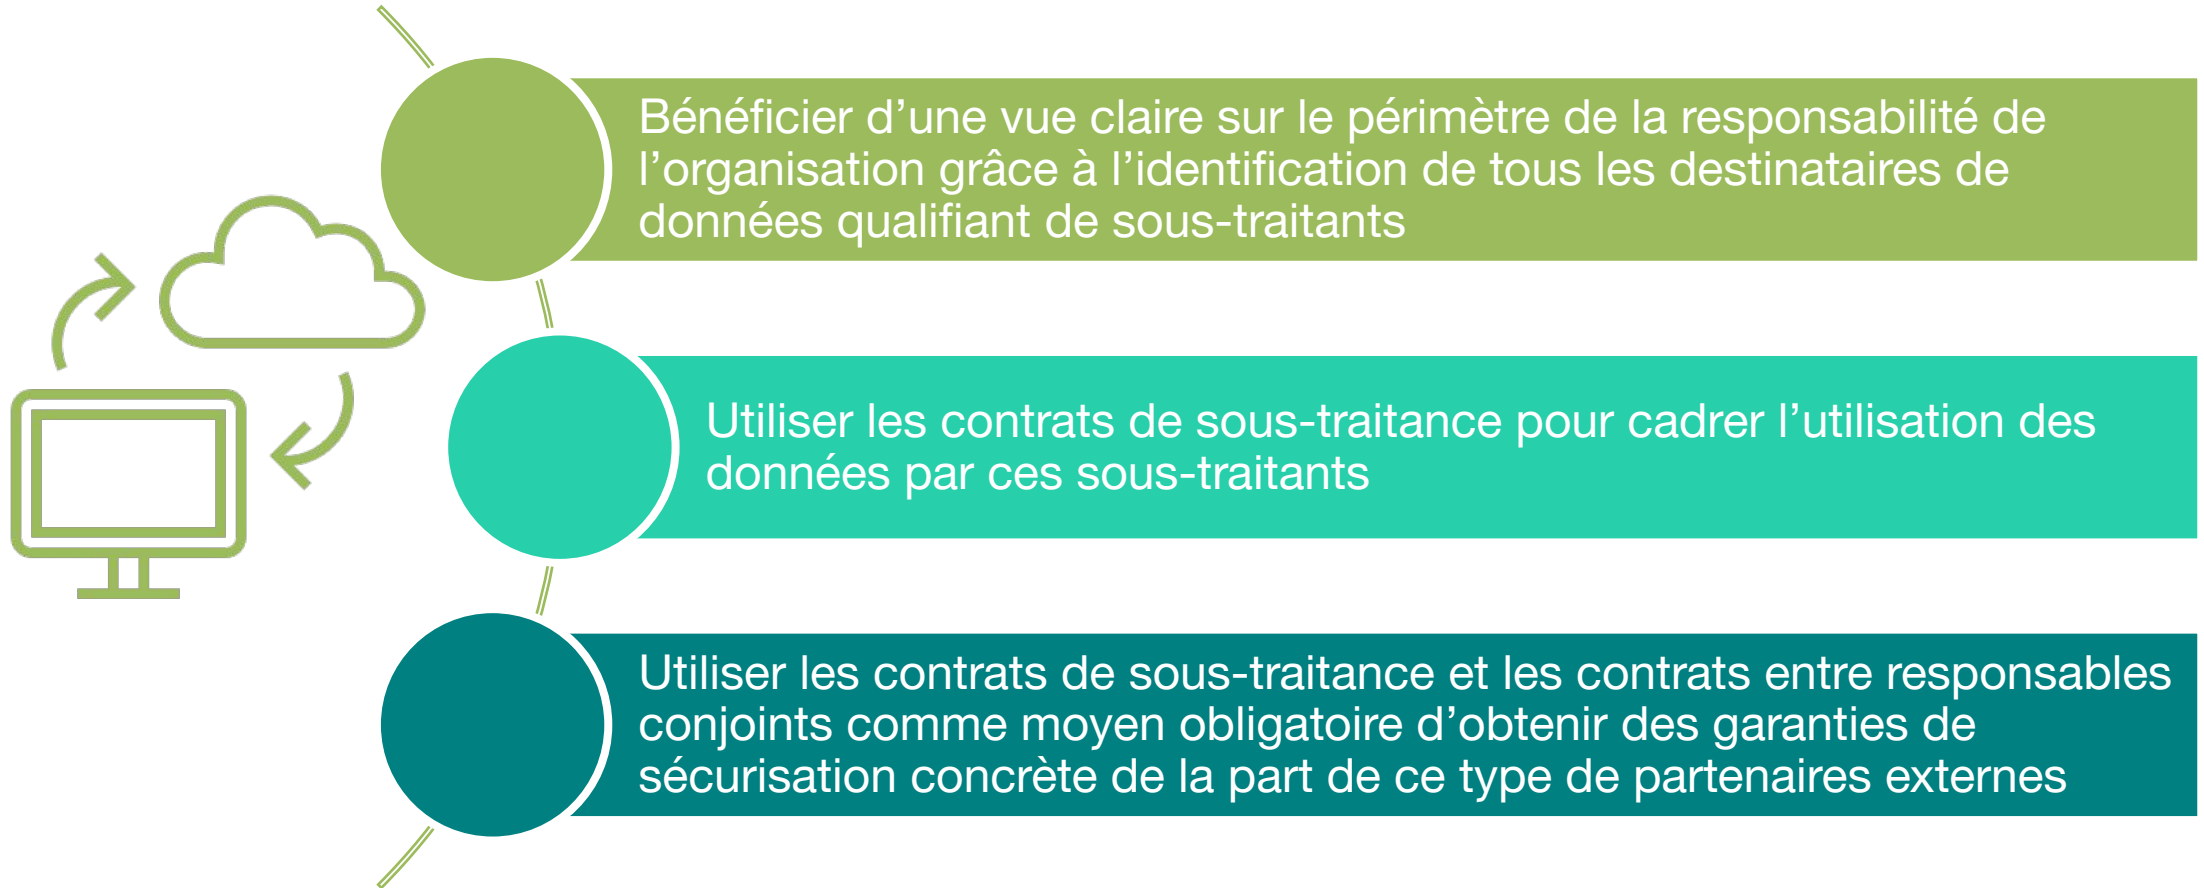 Bénéficier d’une vue claire sur le périmètre de la responsabilité de
l’organisation grâce à l’identification de tous les destinataires de
données qualifiant de sous-traitants
Utiliser les contrats de sous-traitance pour cadrer l’utilisation des
données par ces sous-traitants
Utiliser les contrats de sous-traitance et les contrats entre responsables
conjoints comme moyen obligatoire d’obtenir des garanties de
sécurisation concrète de la part de ce type de partenaires externes